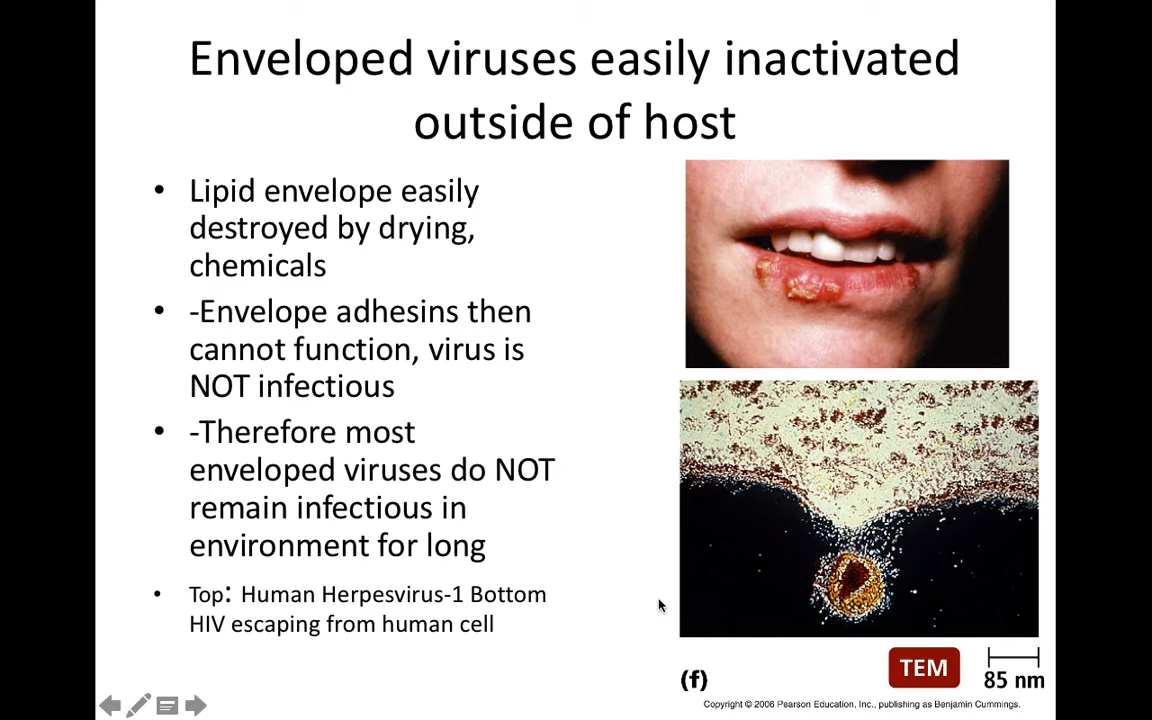 Enveloped viruses easily inactivated
outside of host
• Lipid envelope easily
destroyed by drying,
chemicals
• -Envelope adhesins then
cannot function, virus is
NOT infectious
• -Therefore most
enveloped viruses do NOT
remain infectious in
environment for long
• Top: Human Herpesvirus-1 Bottom
HIV escaping from human cell
(f)
TEM
85 nm
Copyright © 2006 Pearson Education, Inc., publishing as Benjamin Cummings.